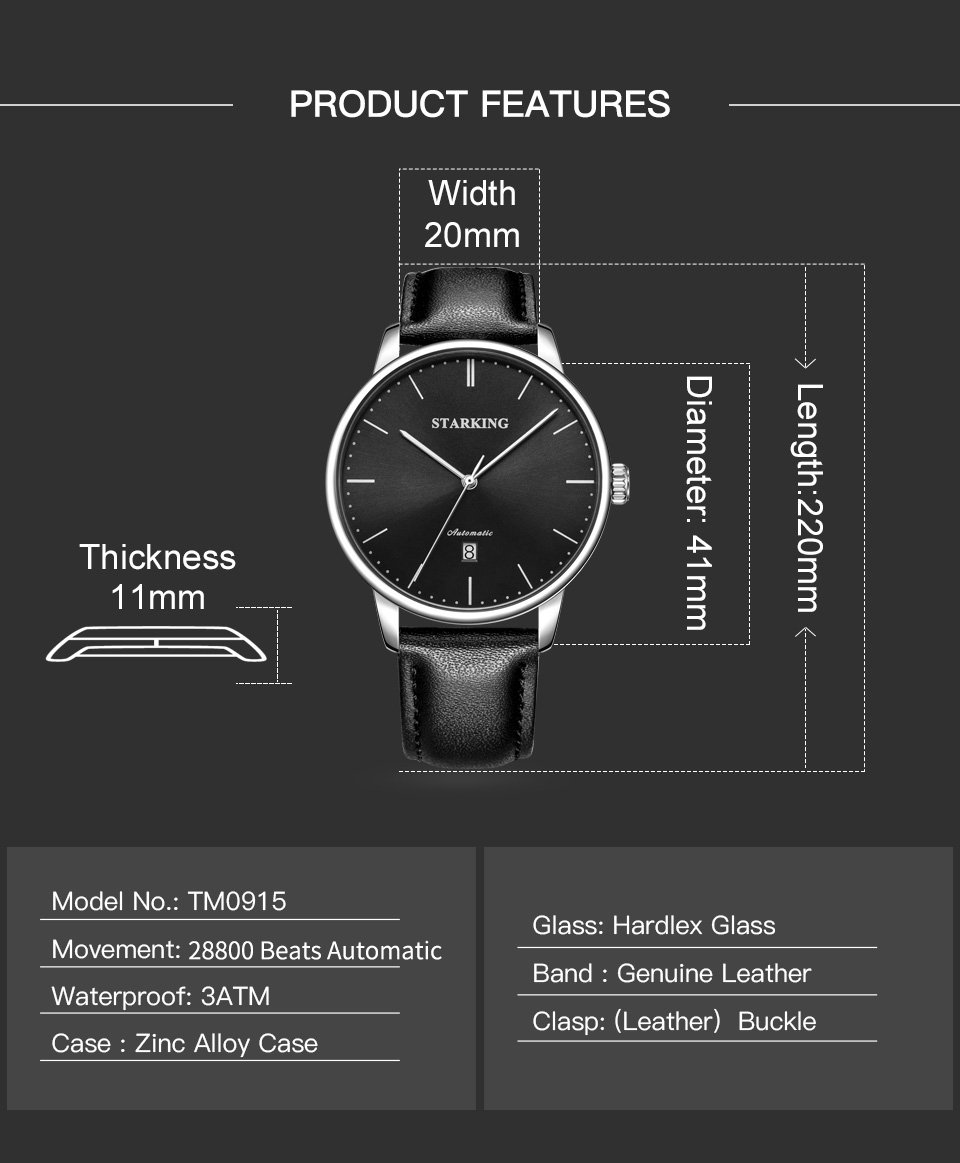 PRODUCT FEATURES
Width
20mm
STARKING
Automatic
8
Diameter: 41mm
Length:220mm
Thickness
11mm
Model No.: TM0915
Movement: 28800 Beats Automatic
Waterproof: 3ATM
Case : Zinc Alloy Case
Glass: Hardlex Glass
Band : Genuine Leather
Clasp: (Leather) Buckle